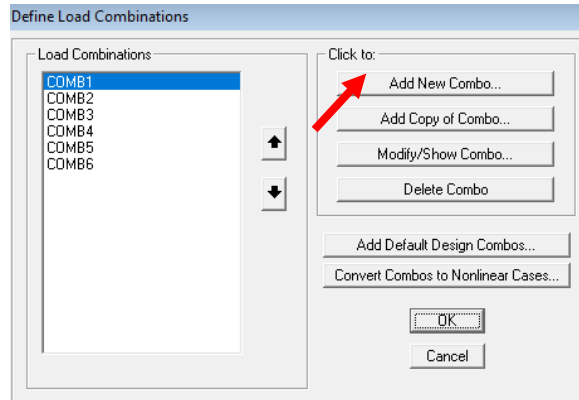 Define Load Combinations
Load Combinations
COMB1
COMB2
COMB3
COMB4
COMB5
COMB6
Click to:
Add New Combo...
Add Copy of Combo...
Modify/Show Combo...
Delete Combo
Add Default Design Combos...
Convert Combos to Nonlinear Cases...
OK
Cancel